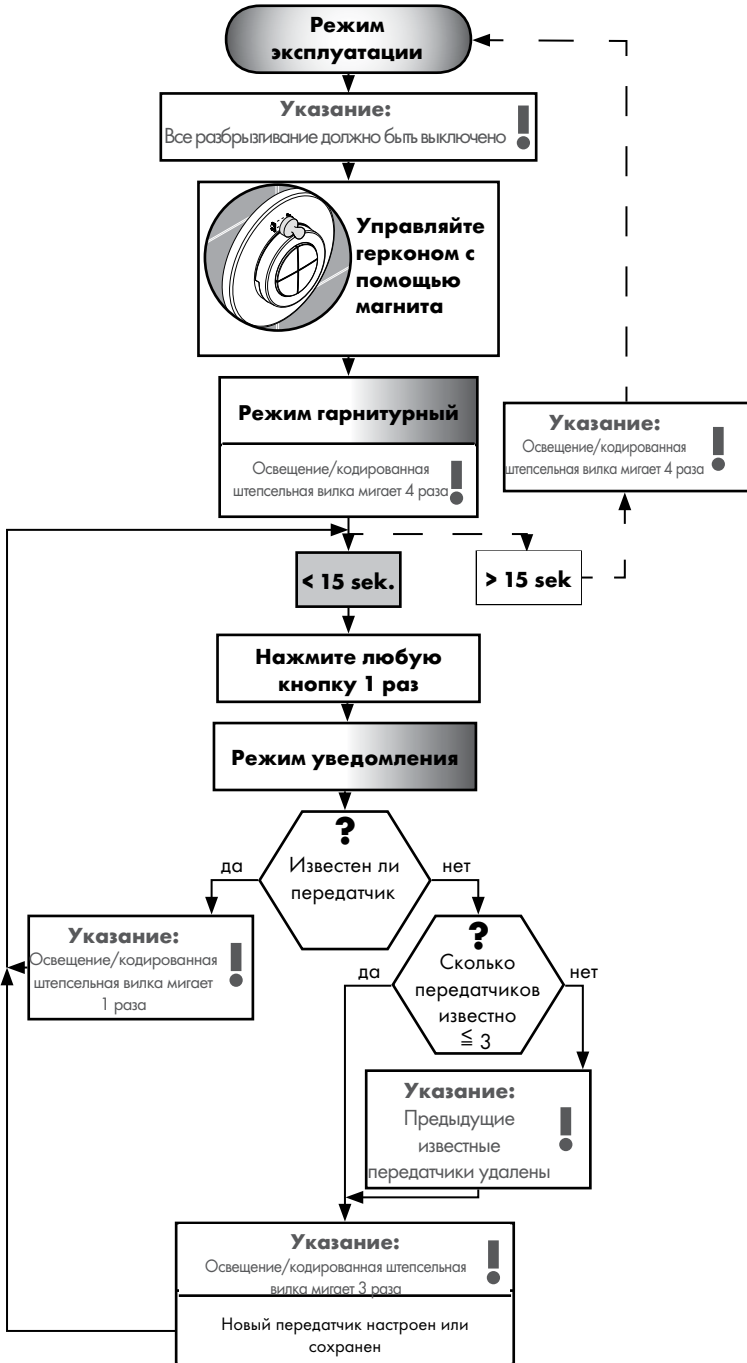 Режим
эксплуатации
Указание:
Все разбрызгивание должно быть выключено
Управляйте
герконом с
помощью
магнита
Режим гарнитурный
Освещение/кодированная
штепсельная вилка мигает 4 раза
Указание:
Освещение/кодированная
штепсельная вилка мигает 4 раза
< 15 sek.
> 15 sek
Нажмите любую
кнопку 1 раз
Режим уведомления
?
Известен ли
передатчик
да
нет
Указание:
Освещение/кодированная
штепсельная вилка мигает
1 раза
?
Сколько
передатчиков
известно
≦ 3
да
нет
Указание:
Предыдущие
известные
передатчики удалены
Указание:
Освещение/кодированная штепсельная
вилка мигает 3 раза
Новый передатчик настроен или
сохранен